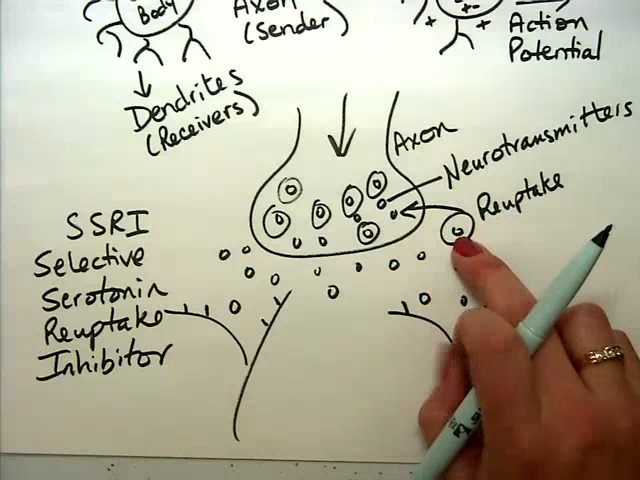 Body
Axon
(Sender)
Action
Potential
Dendrites
(Receivers)
Axon
Neurotransmitters
Reuptake
SSRI
Selective
Serotonin
Reuptake
Inhibitor